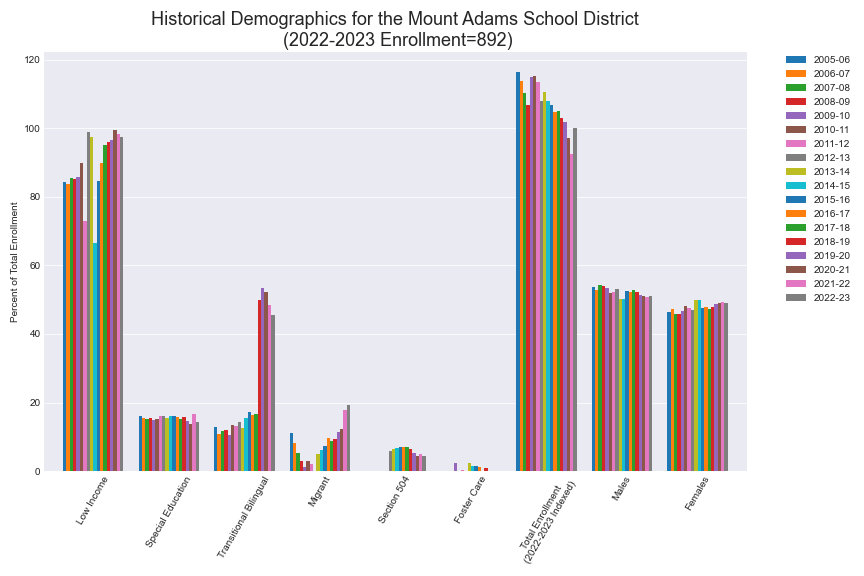 Historical Demographics for the Mount Adams School District
(2022-2023 Enrollment=892)
120
100
80
60
40
20
0
Percent of Total Enrollment
Low Income
Special Education
Transitional Bilingual
Migrant
Section 504
Foster Care
Total Enrollment
(2022-2023 Indexed)
Males
Females
2005-06
2006-07
2007-08
2008-09
2009-10
2010-11
2011-12
2012-13
2013-14
2014-15
2015-16
2016-17
2017-18
2018-19
2019-20
2020-21
2021-22
2022-23